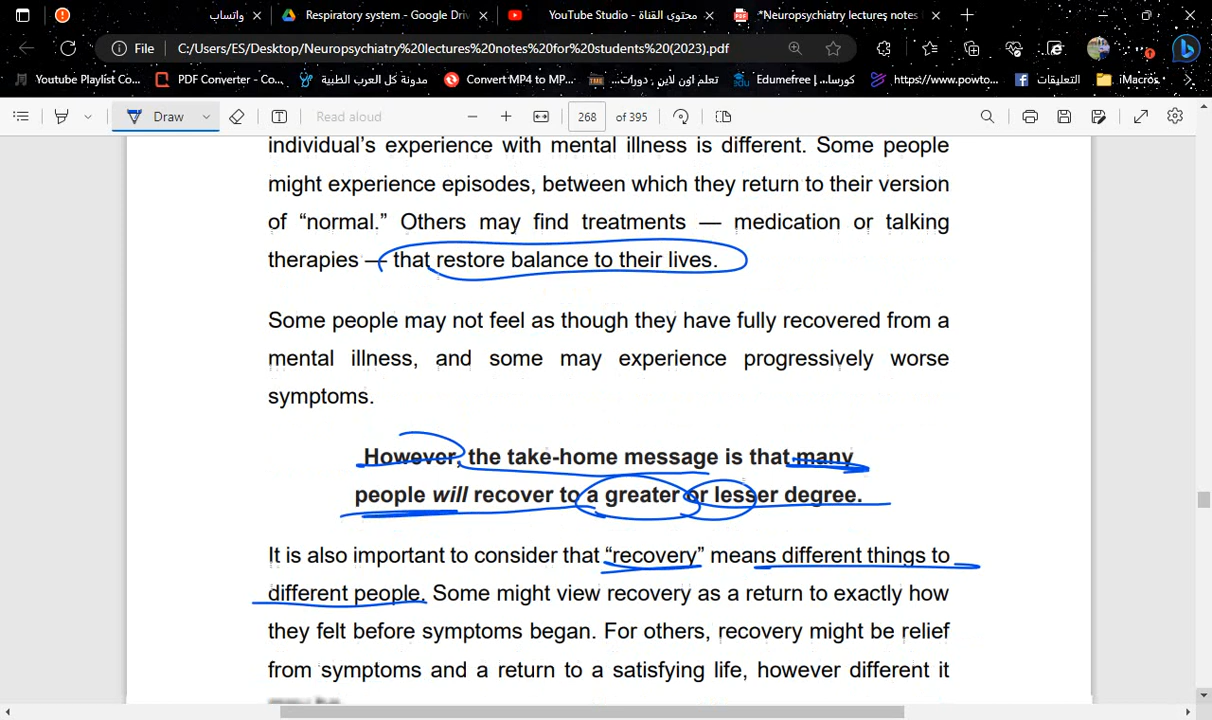 واتساب
Respiratory system - Google Driv
محتوى القناة - YouTube Studio
*Neuropsychiatry lectures notes
File
C:/Users/ES/Desktop/Neuropsychiatry%20lectures%20notes%20for%20students%20(2023).pdf
Youtube Playlist Co...
PDF Converter - Co...
مدونة كل العرب الطبية
Convert MP4 to MP...
تعلم اون لاين , دورات...
Edumefree | كورسا...
https://www.powto...
التعليقات
iMacros
Draw
Read aloud
268 of 395
individual’s experience with mental illness is different. Some people
might experience episodes, between which they return to their version
of “normal.” Others may find treatments — medication or talking
therapies — that restore balance to their lives.
Some people may not feel as though they have fully recovered from a
mental illness, and some may experience progressively worse
symptoms.
However, the take-home message is that many
people will recover to a greater or lesser degree.
It is also important to consider that “recovery” means different things to
different people. Some might view recovery as a return to exactly how
they felt before symptoms began. For others, recovery might be relief
from symptoms and a return to a satisfying life, however different it